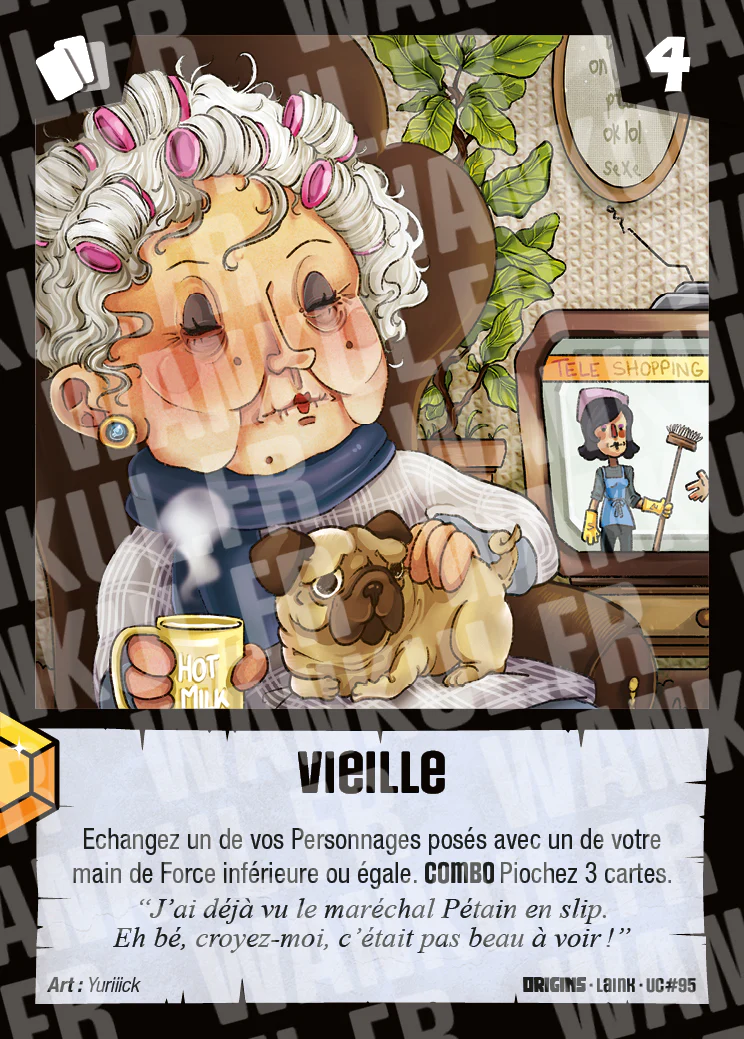 4
on
ok lol
sexe
TELE SHOPPING
HOT
MILK
VIEILLE
Echangez un de vos Personnages posés avec un de votre
main de Force inférieure ou égale. COMBO Piochez 3 cartes.
“J’ai déjà vu le maréchal Pétain en slip.
Eh bé, croyez-moi, c’était pas beau à voir !”
Art : Yuriiick
ORIGINS · LAINK · UC#95
WANKUL.FR